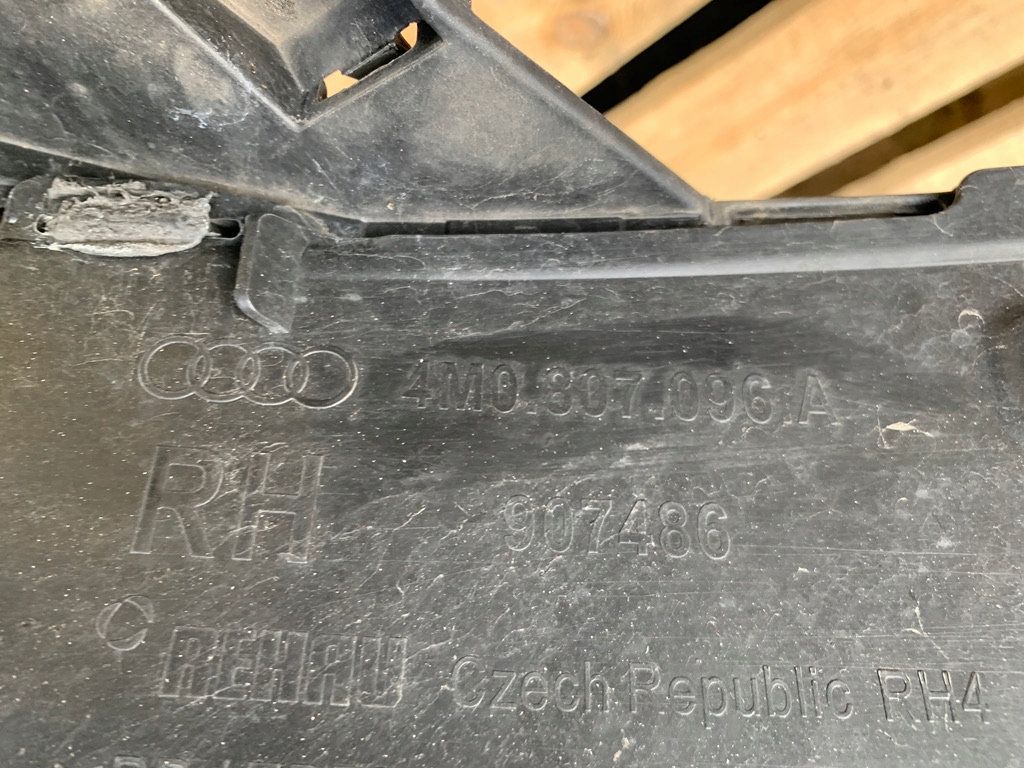 4M0.807.096.A
RH
907486
REHAU Czech Republic RH4